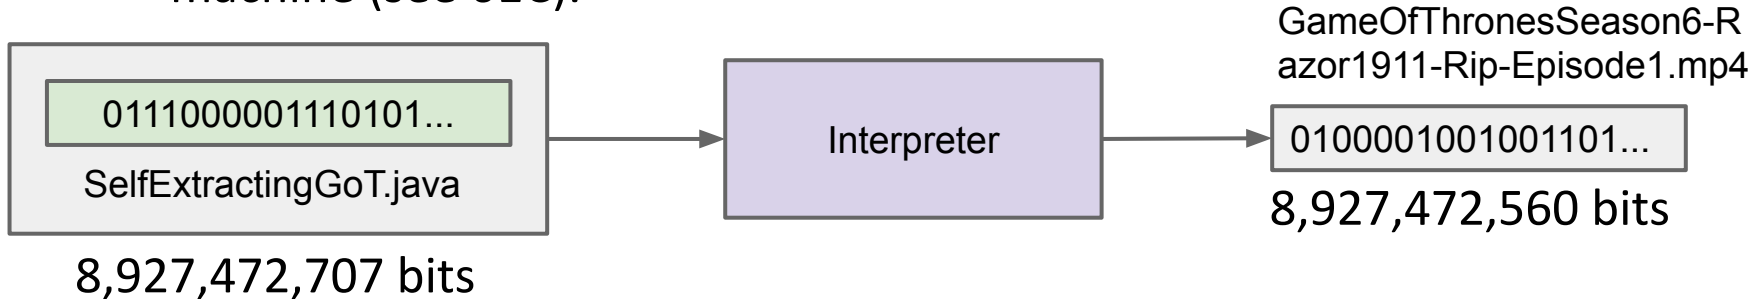 GameOfThronesSeason6-R
azor1911-Rip-Episode1.mp4
0111000001110101...
SelfExtractingGoT.java
8,927,472,707 bits
Interpreter
0100001001001101...
8,927,472,560 bits